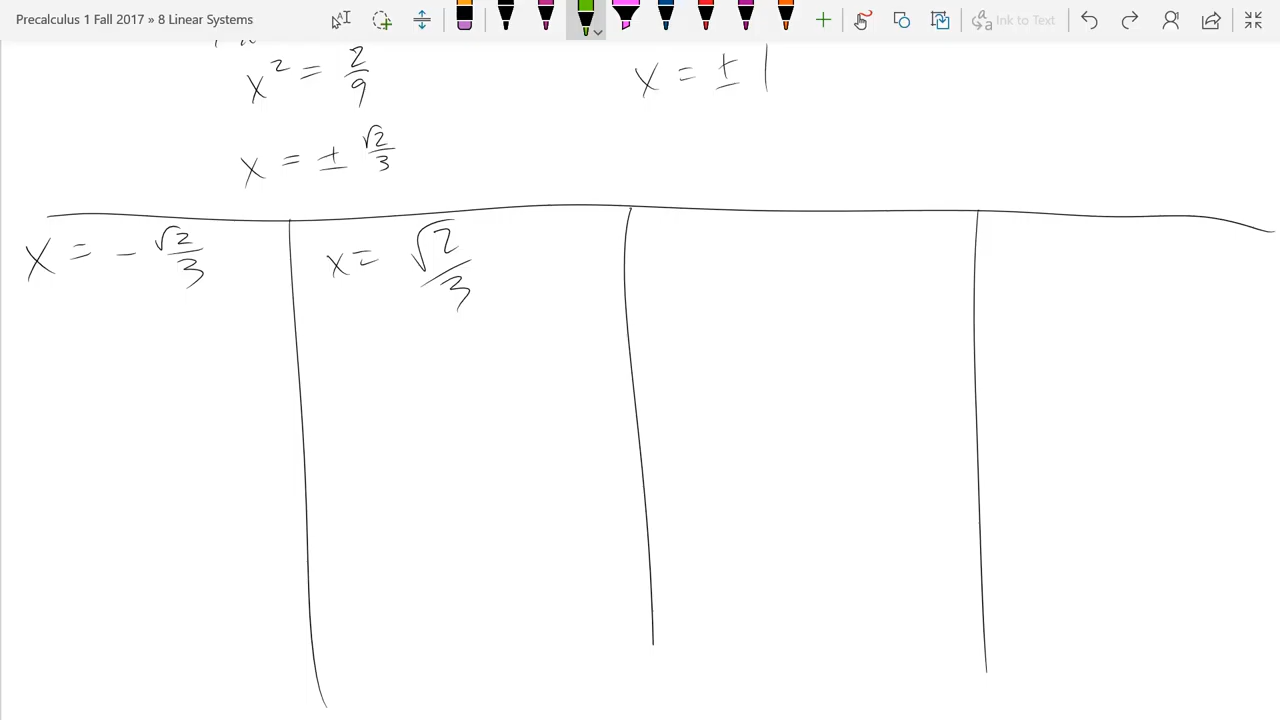 Precalculus 1 Fall 2017 » 8 Linear Systems
Ink to Text
x² = 2/9
x = ± 1
x = ± √2/3
x = - √2/3
x = √2/3